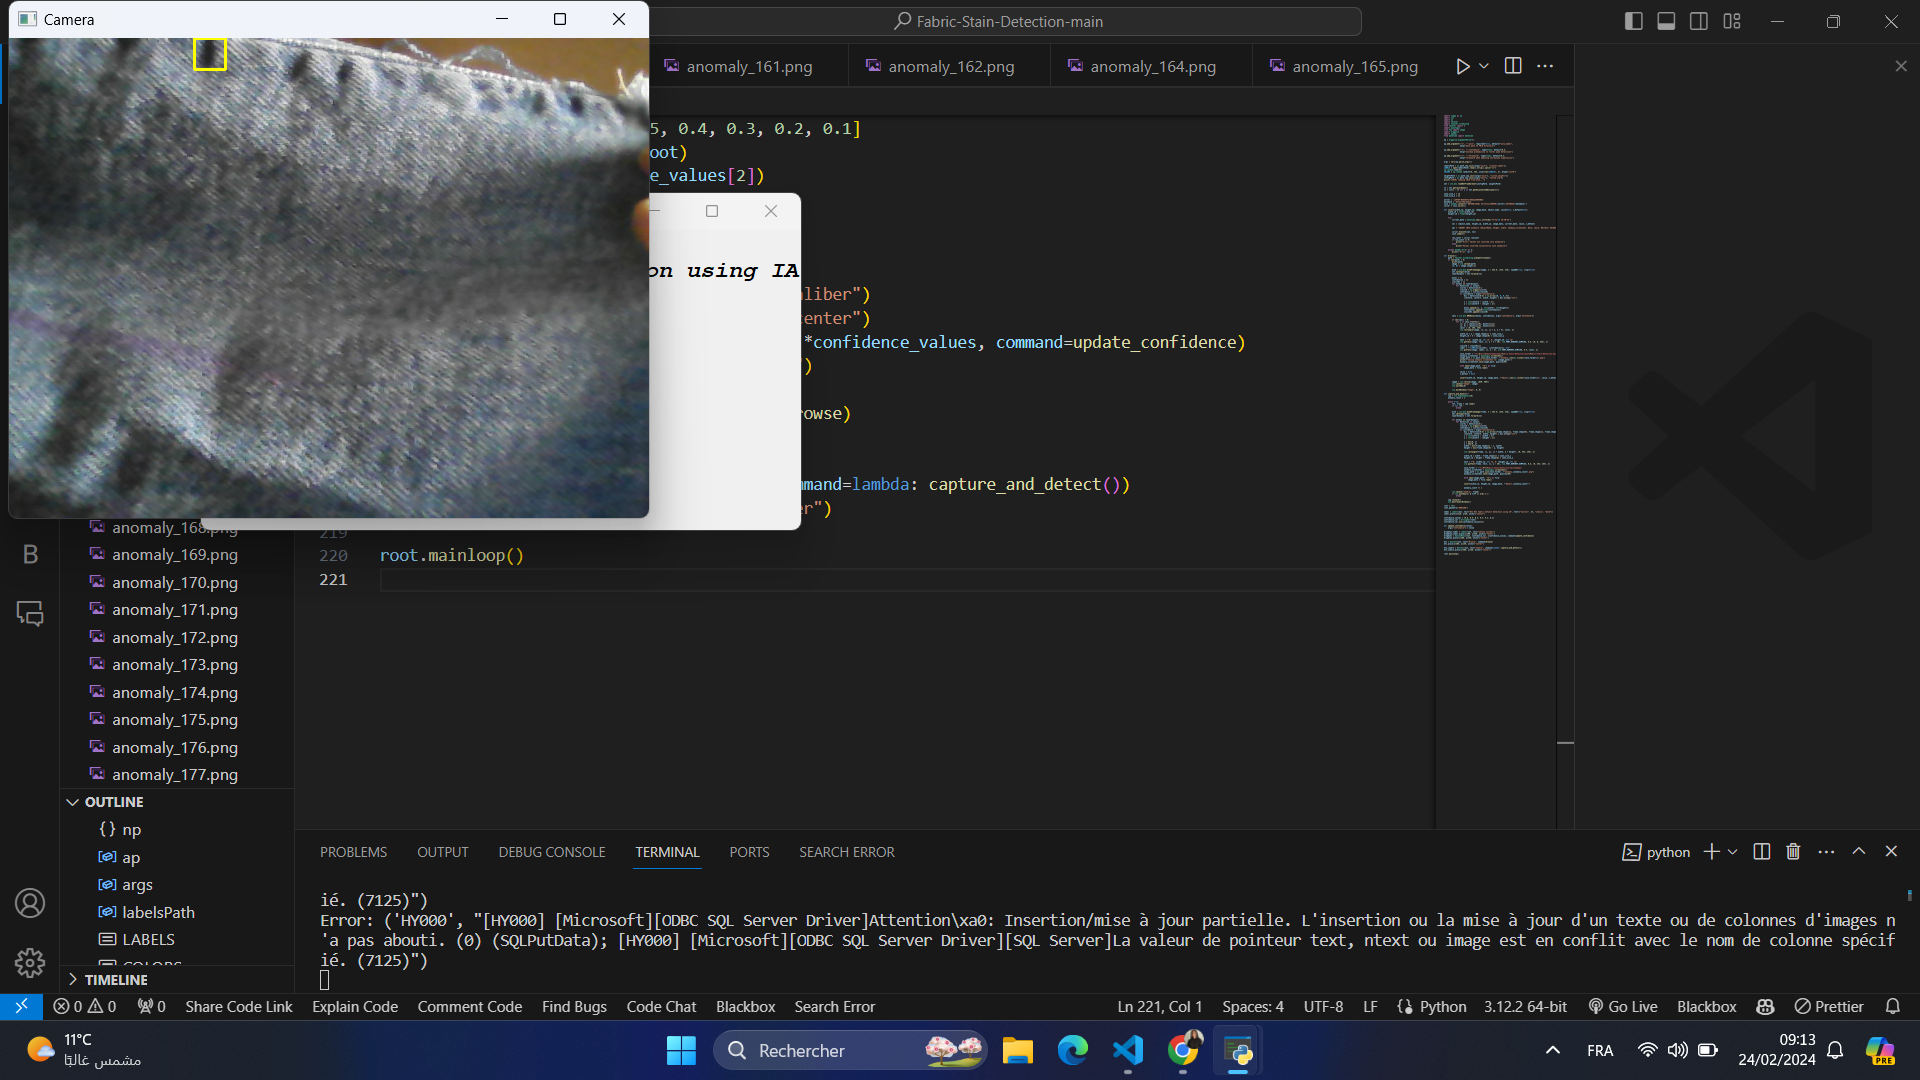 Camera
Fabric-Stain-Detection-main
anomaly_161.png
anomaly_162.png
anomaly_164.png
anomaly_165.png
5, 0.4, 0.3, 0.2, 0.1]
oot)
e_values[2])
on using IA
aliber")
center")
*confidence_values, command=update_confidence)
)
rowse)
mmand=lambda: capture_and_detect())
er")
219
220 root.mainloop()
221
B
anomaly_168.png
anomaly_169.png
anomaly_170.png
anomaly_171.png
anomaly_172.png
anomaly_173.png
anomaly_174.png
anomaly_175.png
anomaly_176.png
anomaly_177.png
OUTLINE
{} np
ap
args
labelsPath
LABELS
COLORS
TIMELINE
PROBLEMS OUTPUT DEBUG CONSOLE TERMINAL PORTS SEARCH ERROR
python
ié. (7125)")
Error: ('HY000', "[HY000] [Microsoft][ODBC SQL Server Driver]Attention\xa0: Insertion/mise à jour partielle. L'insertion ou la mise à jour d'un texte ou de colonnes d'images n
'a pas abouti. (0) (SQLPutData); [HY000] [Microsoft][ODBC SQL Server Driver][SQL Server]La valeur de pointeur text, ntext ou image est en conflit avec le nom de colonne spécif
ié. (7125)")
0 0 0 Share Code Link Explain Code Comment Code Find Bugs Code Chat Blackbox Search Error
Ln 221, Col 1 Spaces: 4 UTF-8 LF {} Python 3.12.2 64-bit Go Live Blackbox Prettier
11°C
مشمس غالبًا
Rechercher
FRA
09:13
24/02/2024
PRE